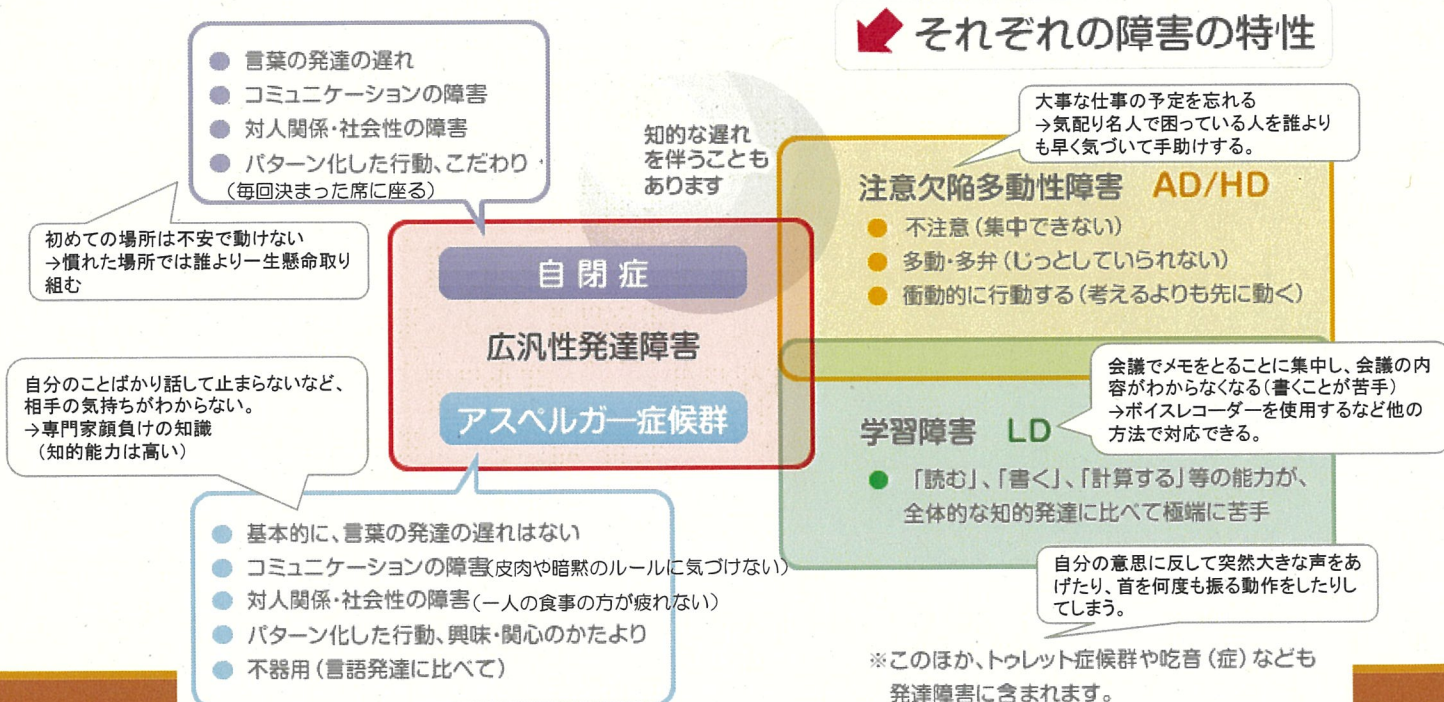 それぞれの障害の特性
● 言葉の発達の遅れ
● コミュニケーションの障害
● 対人関係・社会性の障害
● パターン化した行動、こだわり
（毎回決まった席に座る）
知的な遅れ
を伴うことも
あります
大事な仕事の予定を忘れる
→気配り名人で困っている人を誰より
も早く気づいて手助けする。
注意欠陥多動性障害 AD/HD
● 不注意（集中できない）
● 多動・多弁（じっとしていられない）
● 衝動的に行動する（考えるよりも先に動く）
初めての場所は不安で動けない
→慣れた場所では誰より一生懸命取り
組む
自閉症
広汎性発達障害
アスペルガー症候群
自分のことばかり話して止まらないなど、
相手の気持ちがわからない。
→専門家顔負けの知識
（知的能力は高い）
会議でメモをとることに集中し、会議の内
容がわからなくなる（書くことが苦手）
→ボイスレコーダーを使用するなど他の
方法で対応できる。
学習障害 LD
● 「読む」、「書く」、「計算する」等の能力が、
全体的な知的発達に比べて極端に苦手
● 基本的に、言葉の発達の遅れはない
● コミュニケーションの障害（皮肉や暗黙のルールに気づけない）
● 対人関係・社会性の障害（一人の食事の方が疲れない）
● パターン化した行動、興味・関心のかたより
● 不器用（言語発達に比べて）
自分の意思に反して突然大きな声をあ
げたり、首を何度も振る動作をしたりし
てしまう。
※このほか、トゥレット症候群や吃音（症）なども
発達障害に含まれます。